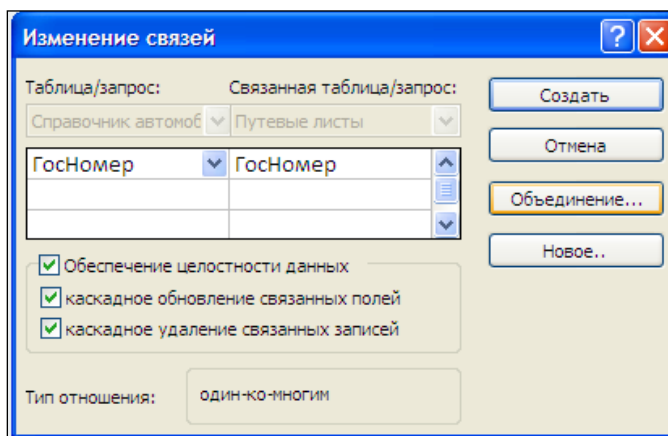 Изменение связей
Таблица/запрос: Связанная таблица/запрос:
Справочник автомоб Путевые листы
ГосНомер ГосНомер
Обеспечение целостности данных
каскадное обновление связанных полей
каскадное удаление связанных записей
Тип отношения: один-ко-многим
Создать
Отмена
Объединение...
Новое..